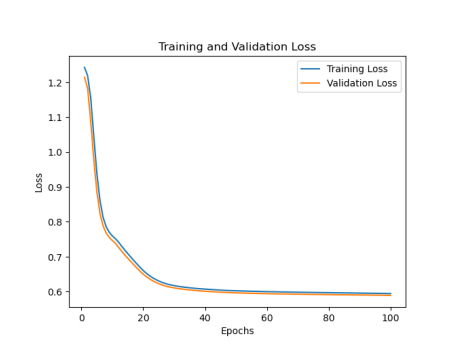 Training and Validation Loss
Training Loss
Validation Loss
Loss
1.2
1.1
1.0
0.9
0.8
0.7
0.6
0 20 40 60 80 100
Epochs